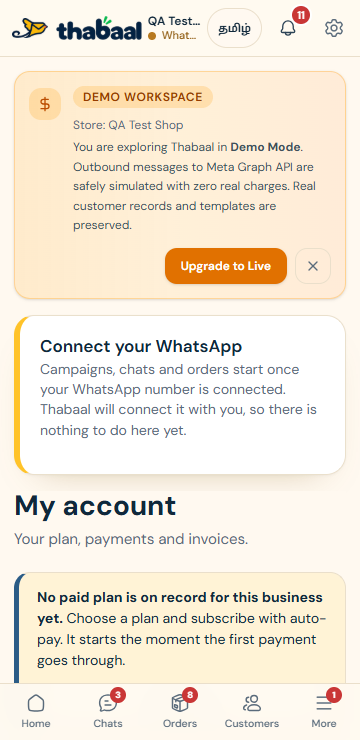 thabaal
QA Test...
What...
தமிழ்
11
$
DEMO WORKSPACE
Store: QA Test Shop
You are exploring Thabaal in Demo Mode.
Outbound messages to Meta Graph API are
safely simulated with zero real charges. Real
customer records and templates are
preserved.
Upgrade to Live
Connect your WhatsApp
Campaigns, chats and orders start once
your WhatsApp number is connected.
Thabaal will connect it with you, so there is
nothing to do here yet.
My account
Your plan, payments and invoices.
No paid plan is on record for this business
yet. Choose a plan and subscribe with auto-
pay. It starts the moment the first payment
goes through.
3
8
1
Home
Chats
Orders
Customers
More